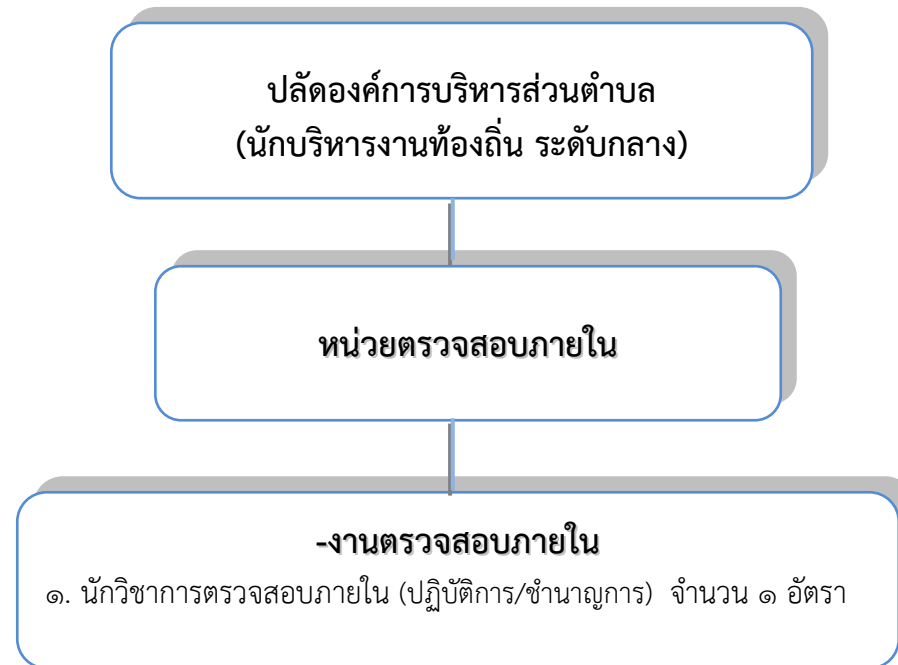 ปลัดองค์การบริหารส่วนตำบล
(นักบริหารงานท้องถิ่น ระดับกลาง)
หน่วยตรวจสอบภายใน
-งานตรวจสอบภายใน
๑. นักวิชาการตรวจสอบภายใน (ปฏิบัติการ/ชำนาญการ) จำนวน ๑ อัตรา